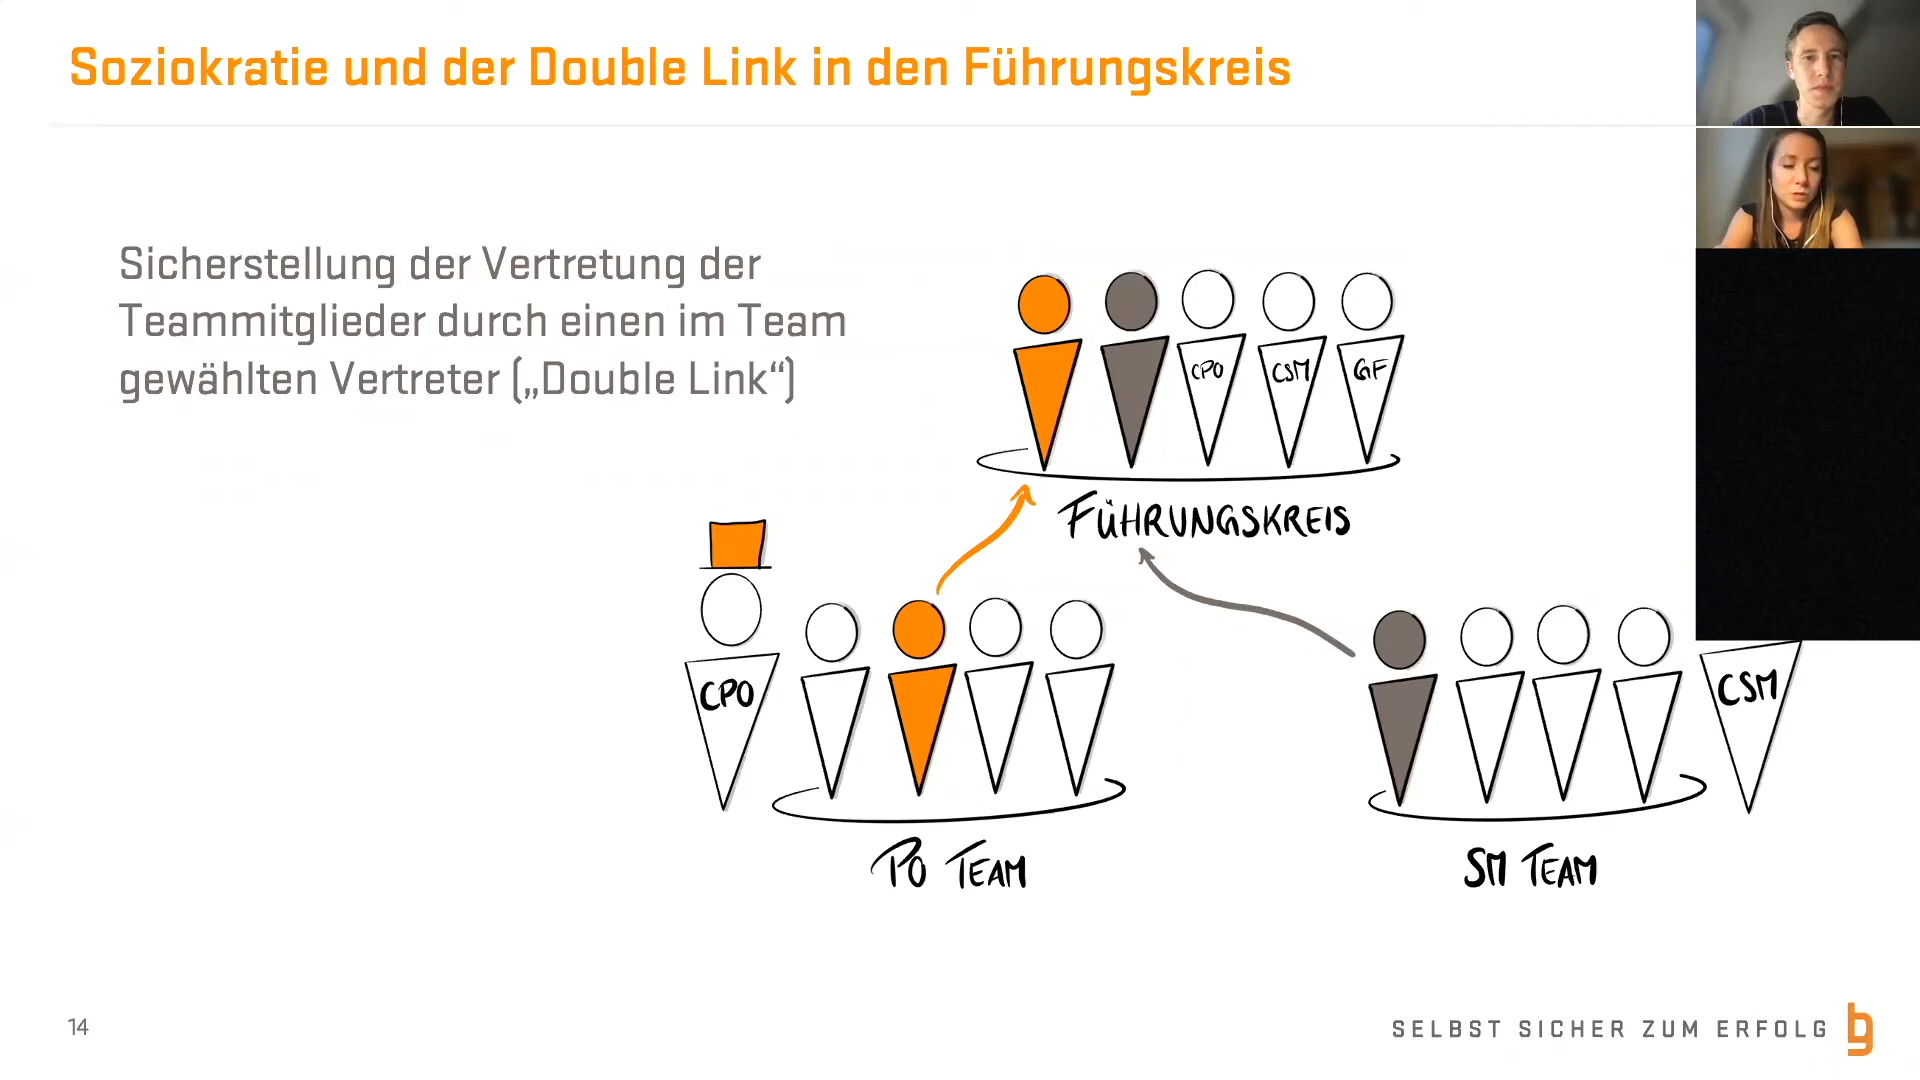 Soziokratie und der Double Link in den Führungskreis
Sicherstellung der Vertretung der
Teammitglieder durch einen im Team
gewählten Vertreter („Double Link“)
CPO
CSM
GF
FÜHRUNGSKREIS
CPO
CSM
PO TEAM
SM TEAM
14
SELBST SICHER ZUM ERFOLG
bg